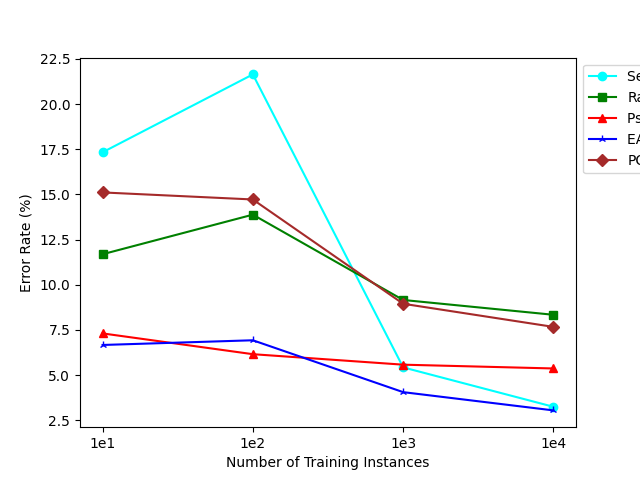 22.5
20.0
17.5
15.0
12.5
10.0
7.5
5.0
2.5
Error Rate (%)
1e1 1e2 1e3 1e4
Number of Training Instances
Se
Ra
Ps
EA
PO